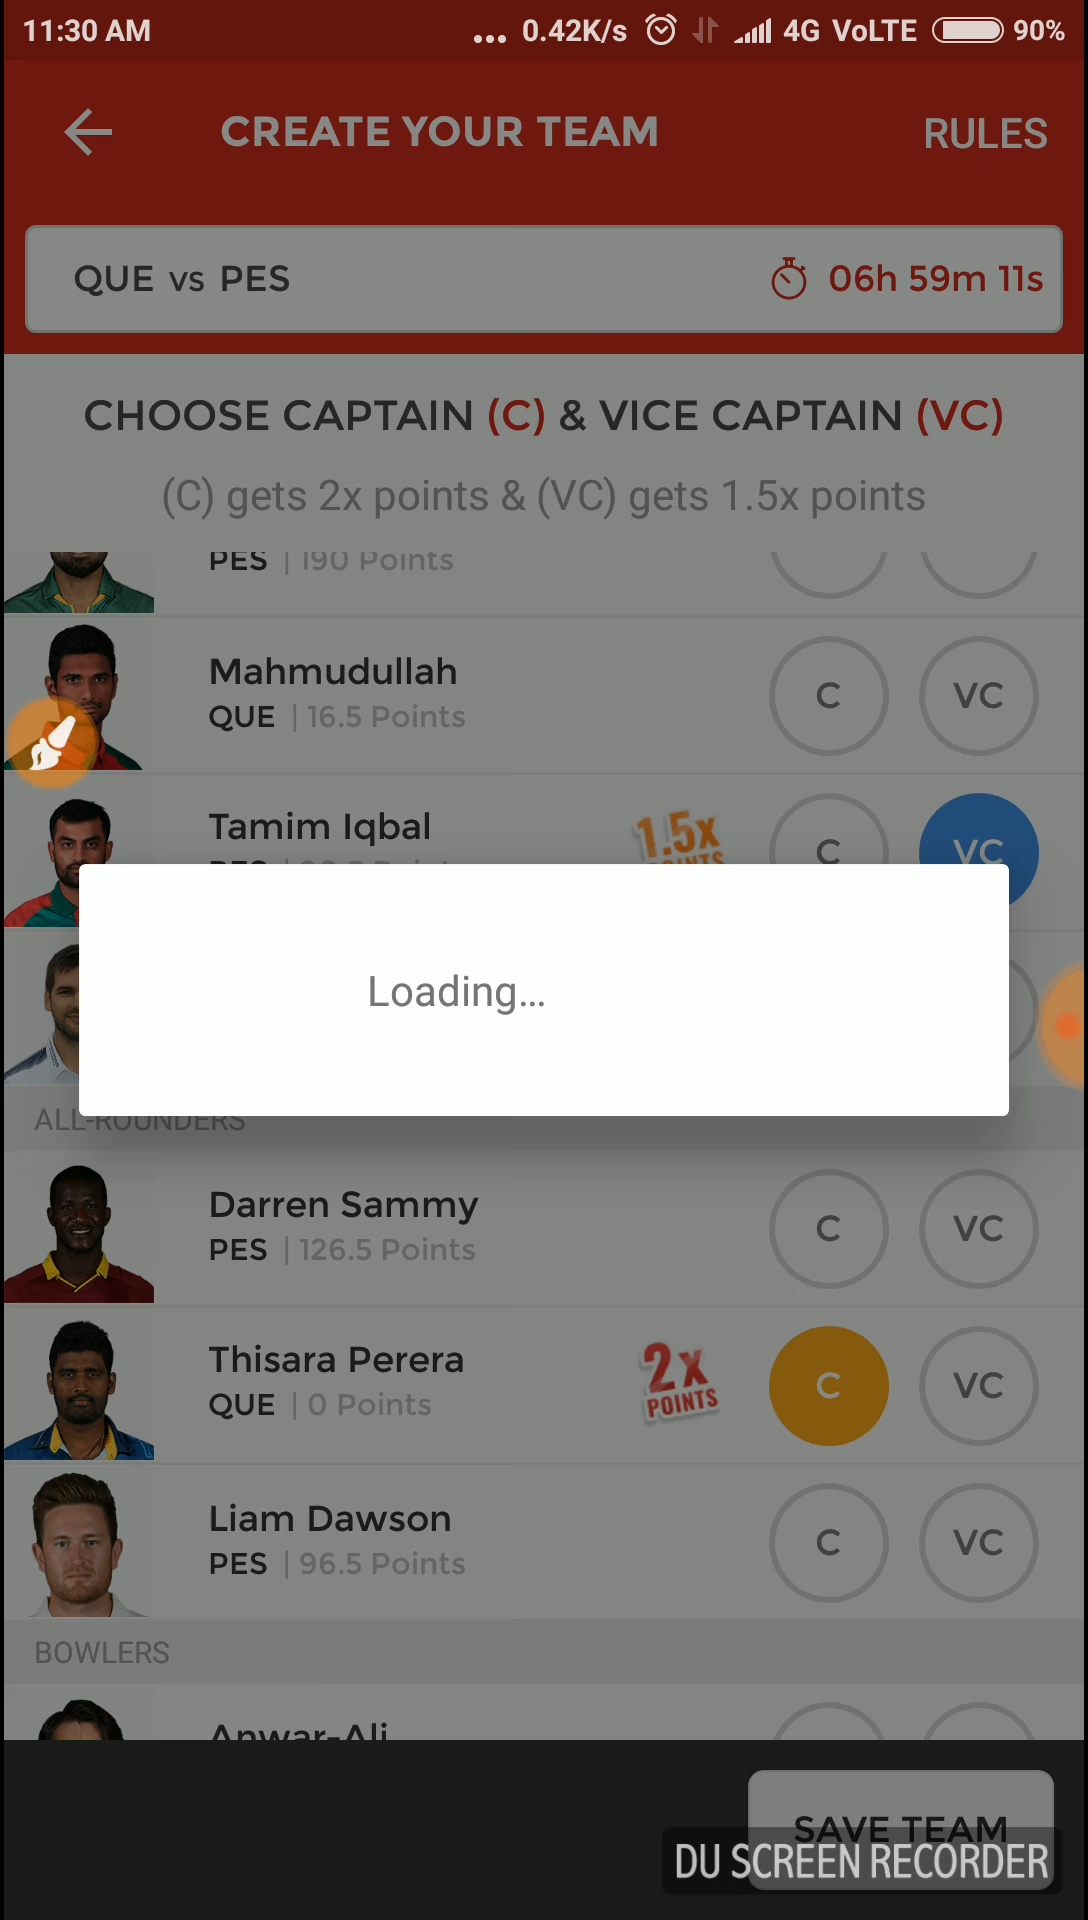 11:30 AM ... 0.42K/s 4G VoLTE 90%
CREATE YOUR TEAM RULES
QUE vs PES 06h 59m 11s
CHOOSE CAPTAIN (C) & VICE CAPTAIN (VC)
(C) gets 2x points & (VC) gets 1.5x points
PES | 190 Points
Mahmudullah
QUE | 16.5 Points
C VC
Tamim Iqbal
1.5x
POINTS
C VC
Loading...
ALL-ROUNDERS
Darren Sammy
PES | 126.5 Points
C VC
Thisara Perera
QUE | 0 Points
2x
POINTS
C VC
Liam Dawson
PES | 96.5 Points
C VC
BOWLERS
Anwar-Ali
SAVE TEAM
DU SCREEN RECORDER